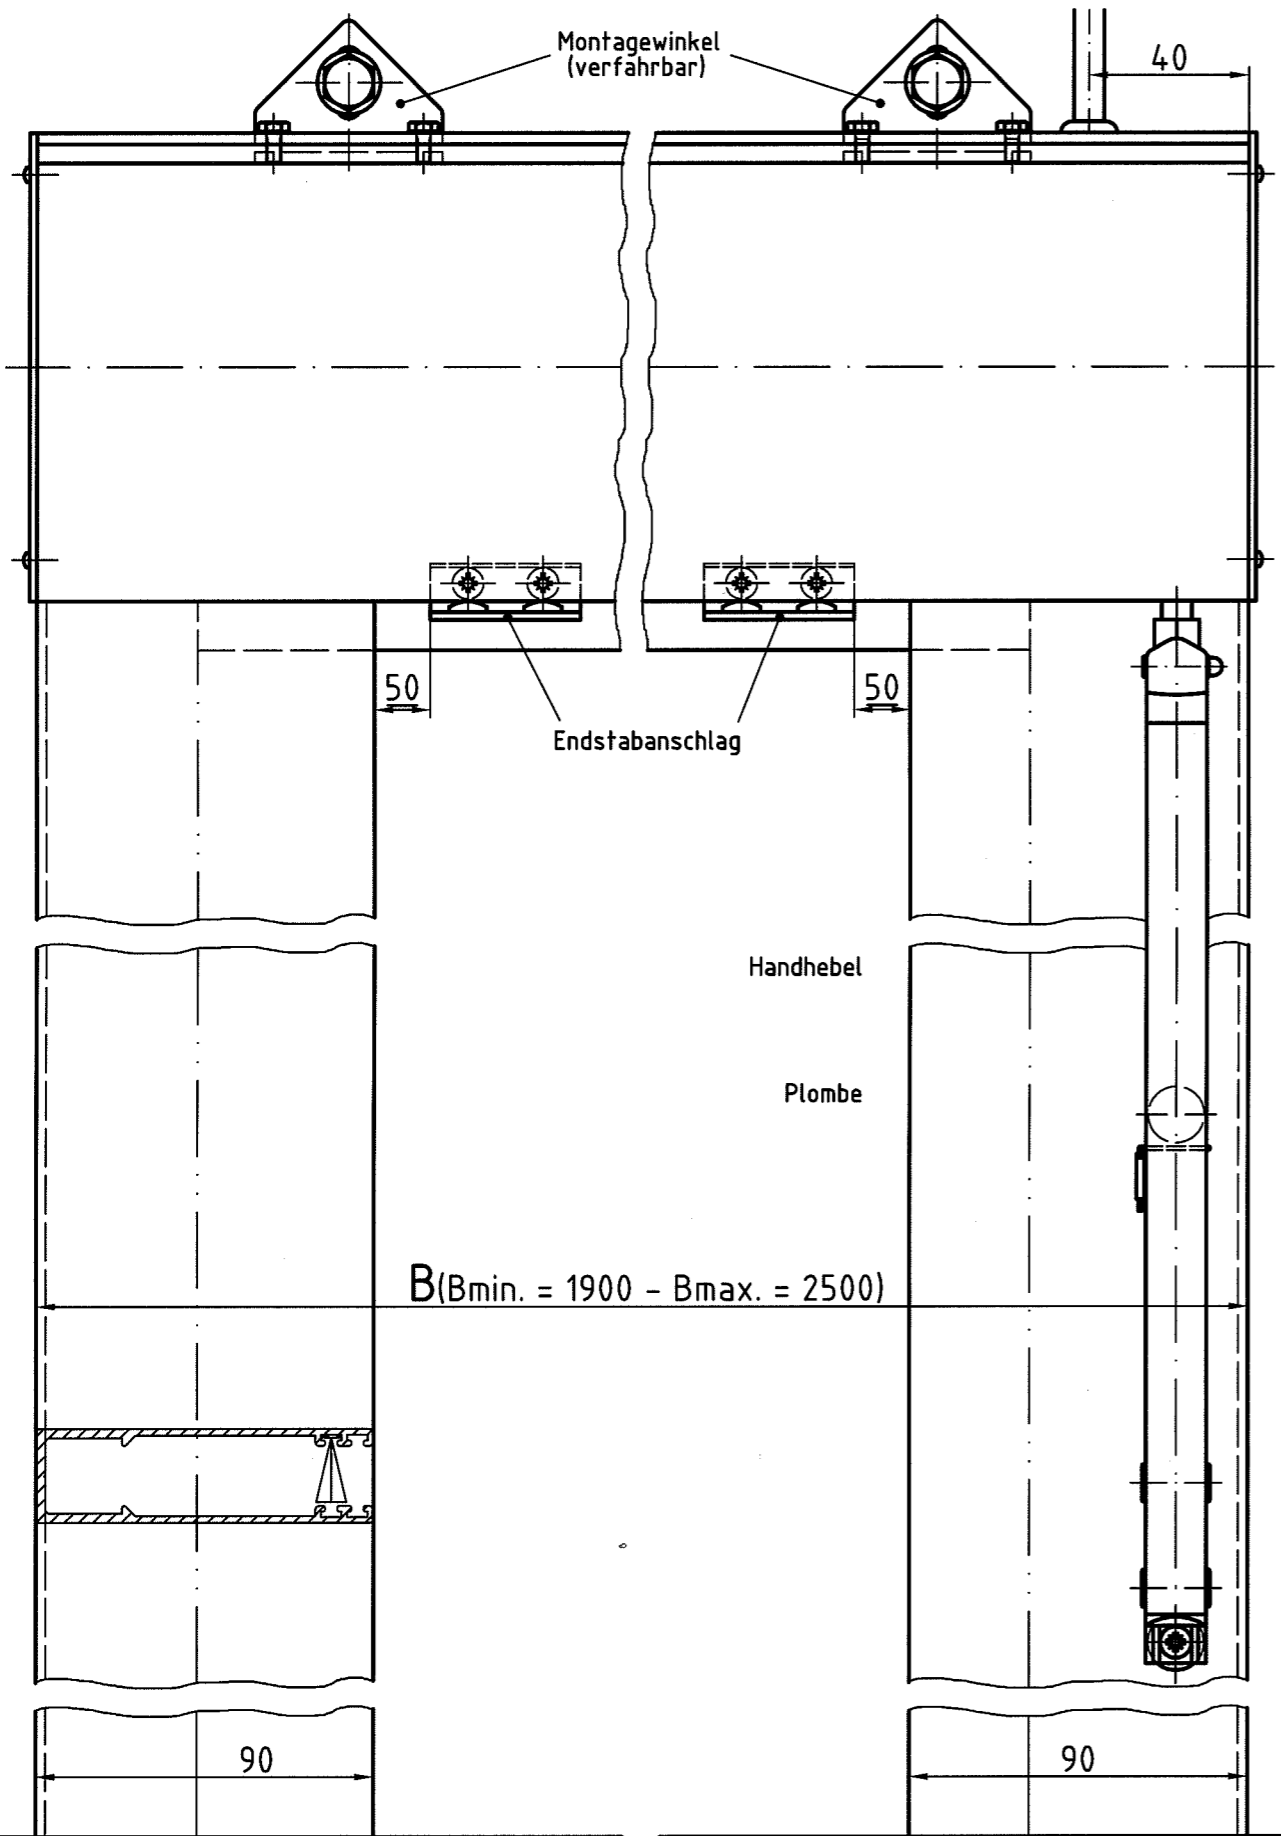 Montagewinkel
(verfahrbar)
40
50
50
Endstabanschlag
Handhebel
Plombe
B(Bmin. = 1900 - Bmax. = 2500)
90
90